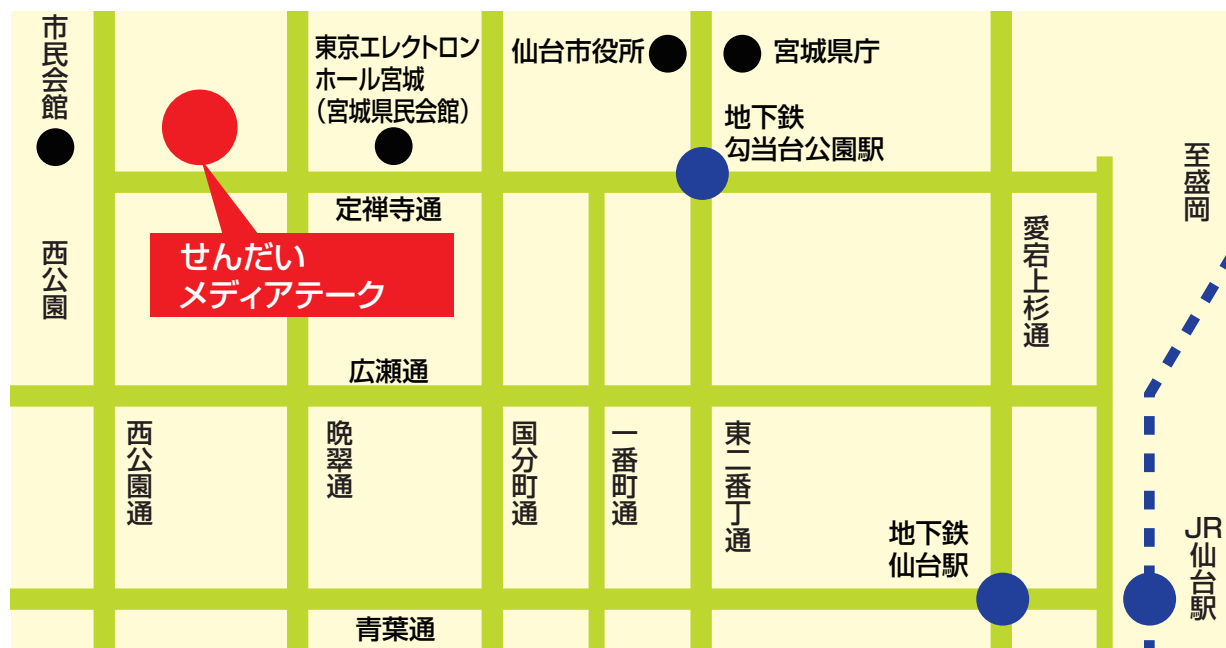 市民会館
東京エレクトロン
ホール宮城
（宮城県民会館）
仙台市役所
宮城県庁
地下鉄
勾当台公園駅
至盛岡
定禅寺通
せんだい
メディアテーク
西公園
愛宕上杉通
広瀬通
西公園通
晩翠通
国分町通
一番町通
東二番丁通
地下鉄
仙台駅
JR
仙台駅
青葉通